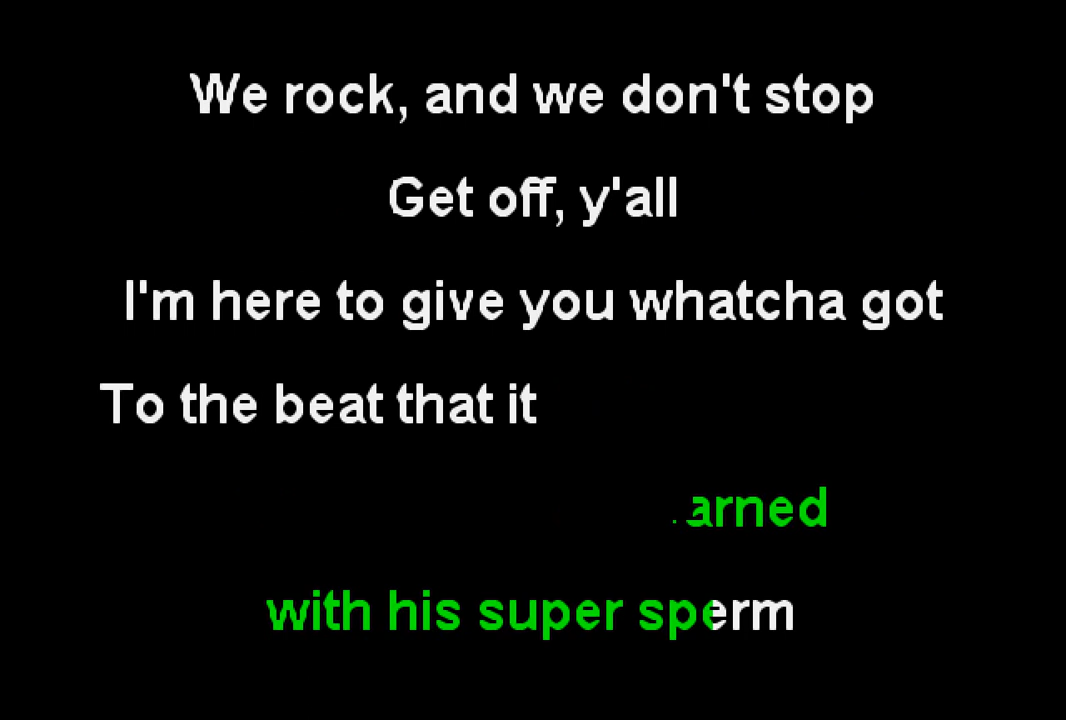 We rock, and we don't stop
Get off, y'all
I'm here to give you whatcha got
To the beat that it
arned
with his super sperm